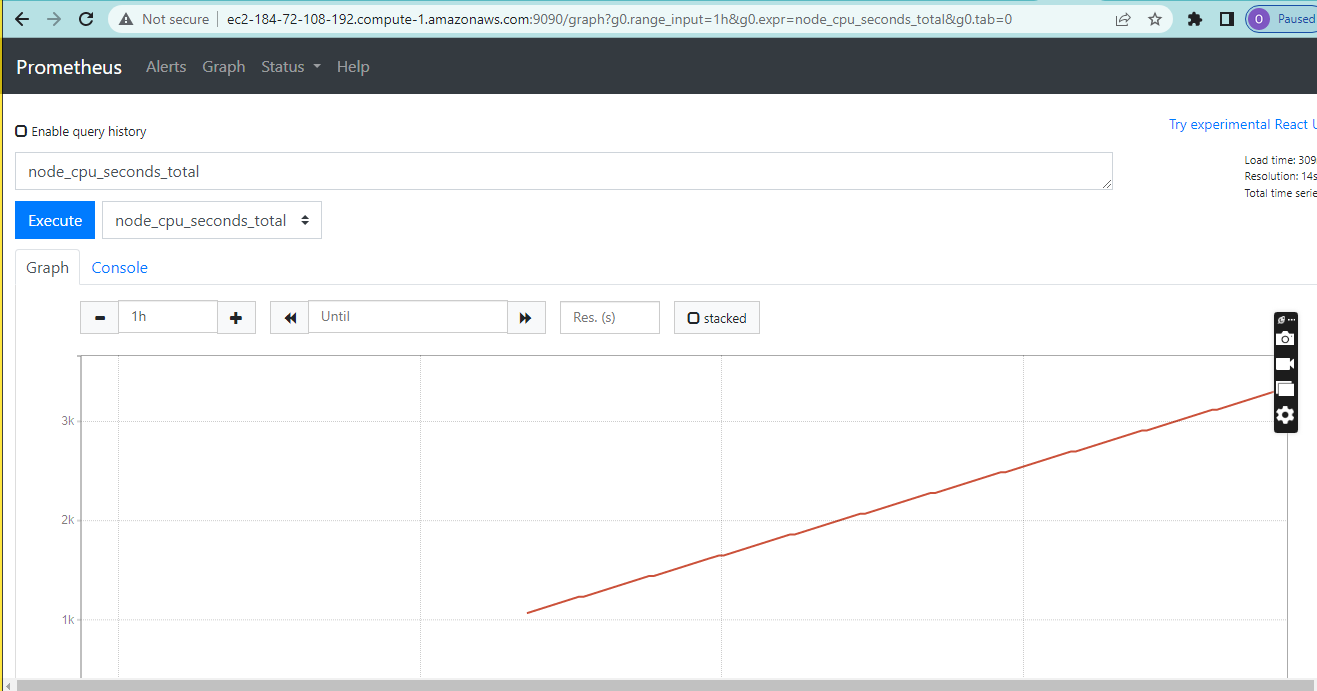 Not secure ec2-184-72-108-192.compute-1.amazonaws.com:9090/graph?g0.range_input=1h&g0.expr=node_cpu_seconds_total&g0.tab=0 O Paused
Prometheus Alerts Graph Status Help
Enable query history
Try experimental React U
node_cpu_seconds_total
Load time: 309
Resolution: 14s
Total time serie
Execute node_cpu_seconds_total
Graph Console
1h Until Res. (s) stacked
3k
2k
1k